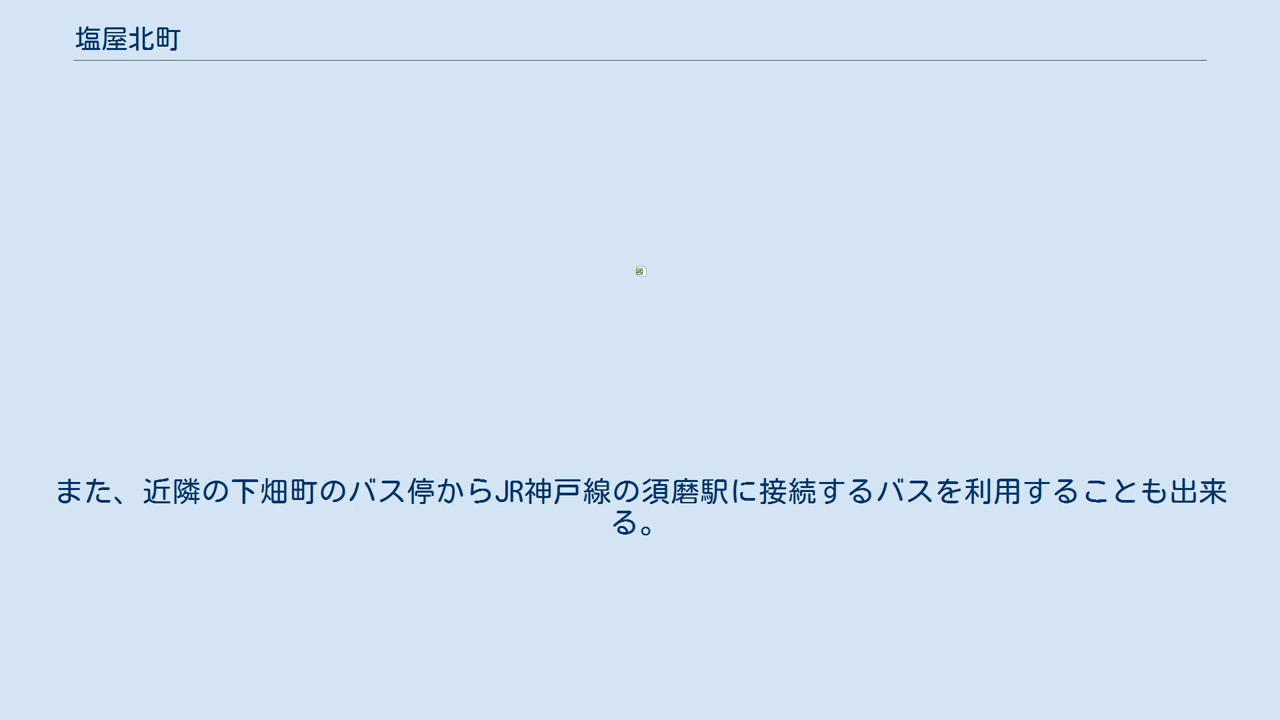 塩屋北町
また、近隣の下畑町のバス停からJR神戸線の須磨駅に接続するバスを利用することも出来
る。